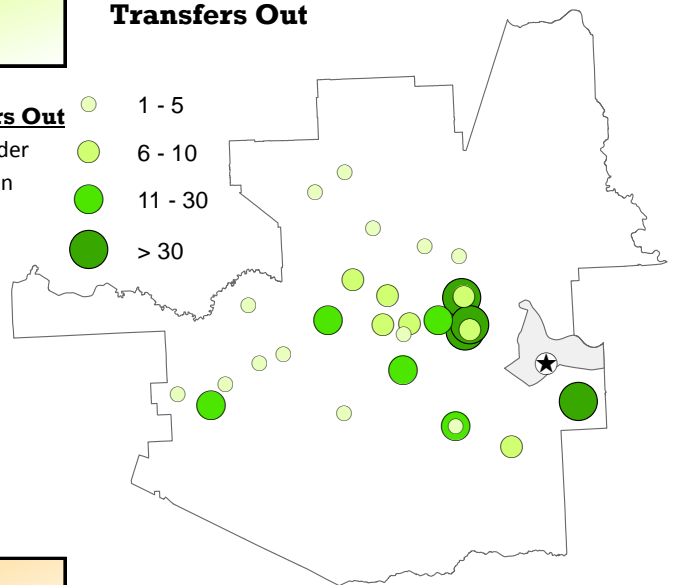 Transfers Out
rs Out
der
n
1 - 5
6 - 10
11 - 30
> 30